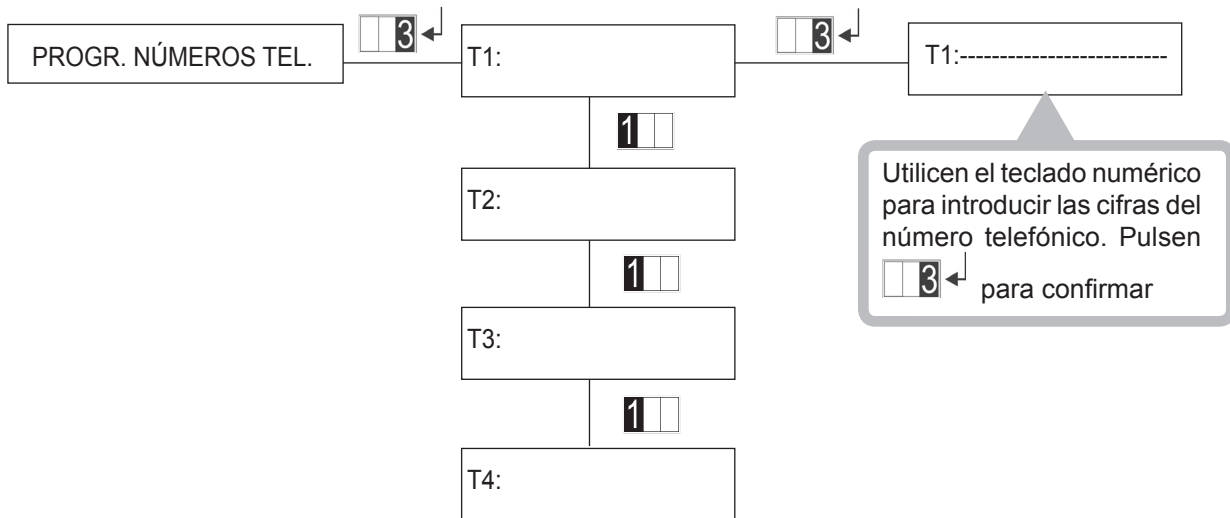 PROGR. NÚMEROS TEL.
3
T1:
3
T1:--------------------------
1
T2:
1
T3:
1
T4:
Utilicen el teclado numérico
para introducir las cifras del
número telefónico. Pulsen
3 para confirmar